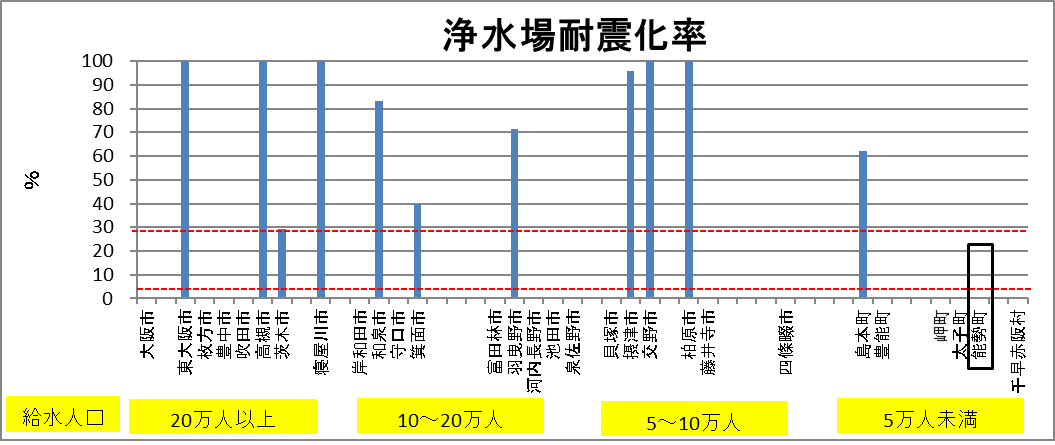 浄水場耐震化率
%
100
90
80
70
60
50
40
30
20
10
0
大阪市
東大阪市
枚方市
豊中市
吹田市
高槻市
茨木市
寝屋川市
岸和田市
和泉市
守口市
箕面市
富田林市
羽曳野市
河内長野市
池田市
泉佐野市
貝塚市
摂津市
交野市
柏原市
藤井寺市
四條畷市
島本町
豊能町
岬町
太子町
能勢町
千早赤阪村
給水人口
20万人以上
10～20万人
5～10万人
5万人未満